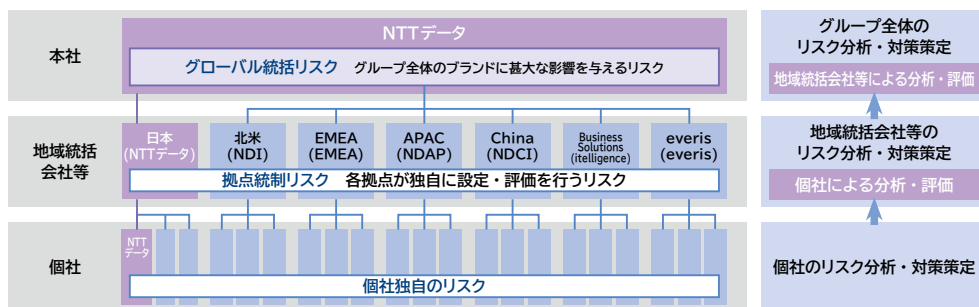 本社
NTTデータ
グローバル統括リスク グループ全体のブランドに甚大な影響を与えるリスク
グループ全体の
リスク分析・対策策定
地域統括会社等による分析・評価
地域統括
会社等
日本
(NTTデータ)
北米
(NDI)
EMEA
(EMEA)
APAC
(NDAP)
China
(NDCI)
Business
Solutions
(itelligence)
everis
(everis)
拠点統制リスク 各拠点が独自に設定・評価を行うリスク
地域統括会社等の
リスク分析・対策策定
個社による分析・評価
個社
NTT
データ
個社独自のリスク
個社のリスク分析・対策策定